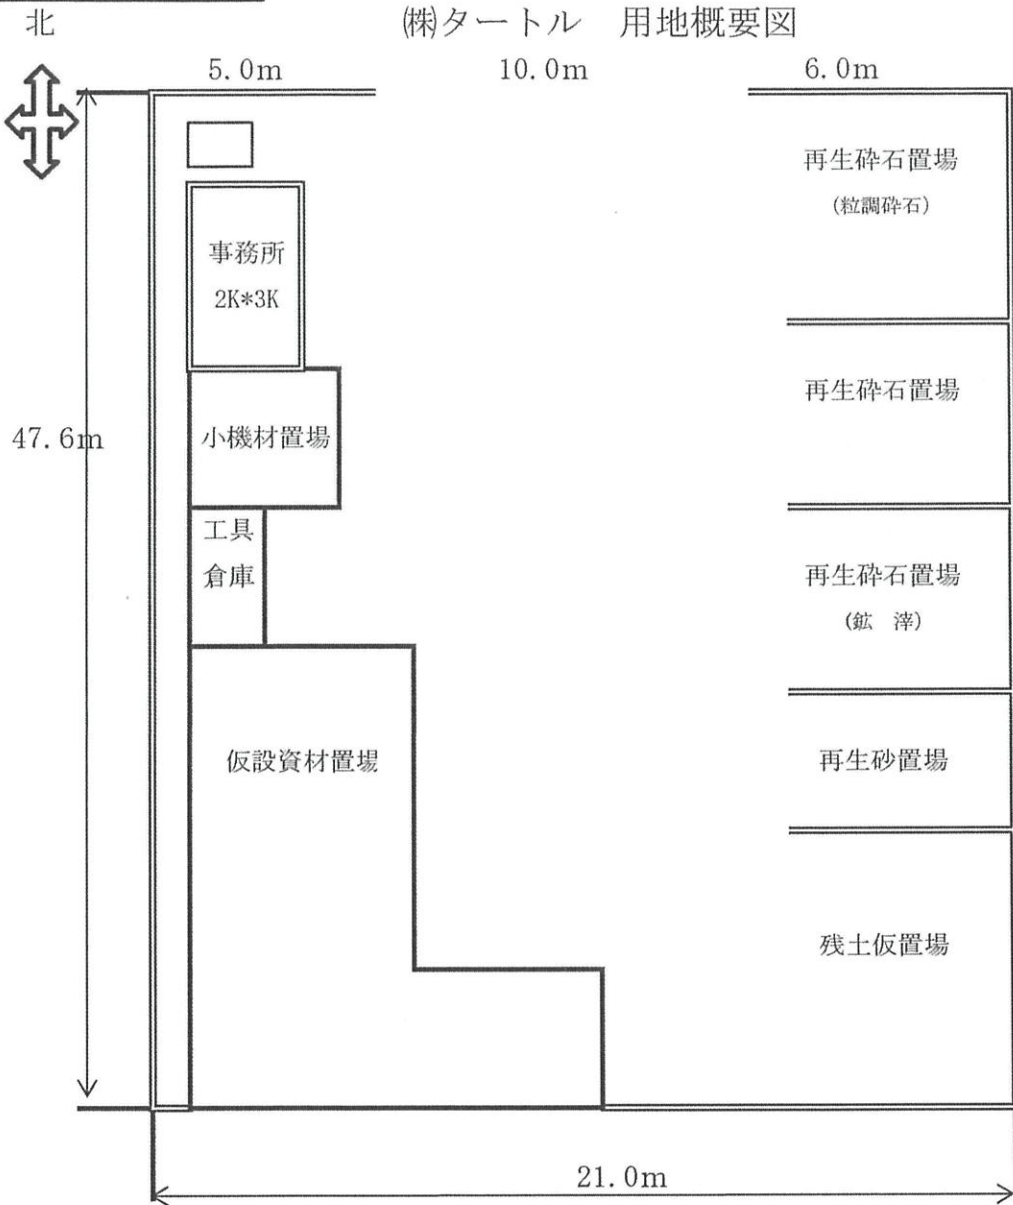 北
㈱タートル　用地概要図
5.0m
10.0m
6.0m
再生砕石置場
(粒調砕石)
事務所
2K*3K
再生砕石置場
47.6m
小機材置場
工具
倉庫
再生砕石置場
(鉱　滓)
仮設資材置場
再生砂置場
残土仮置場
21.0m